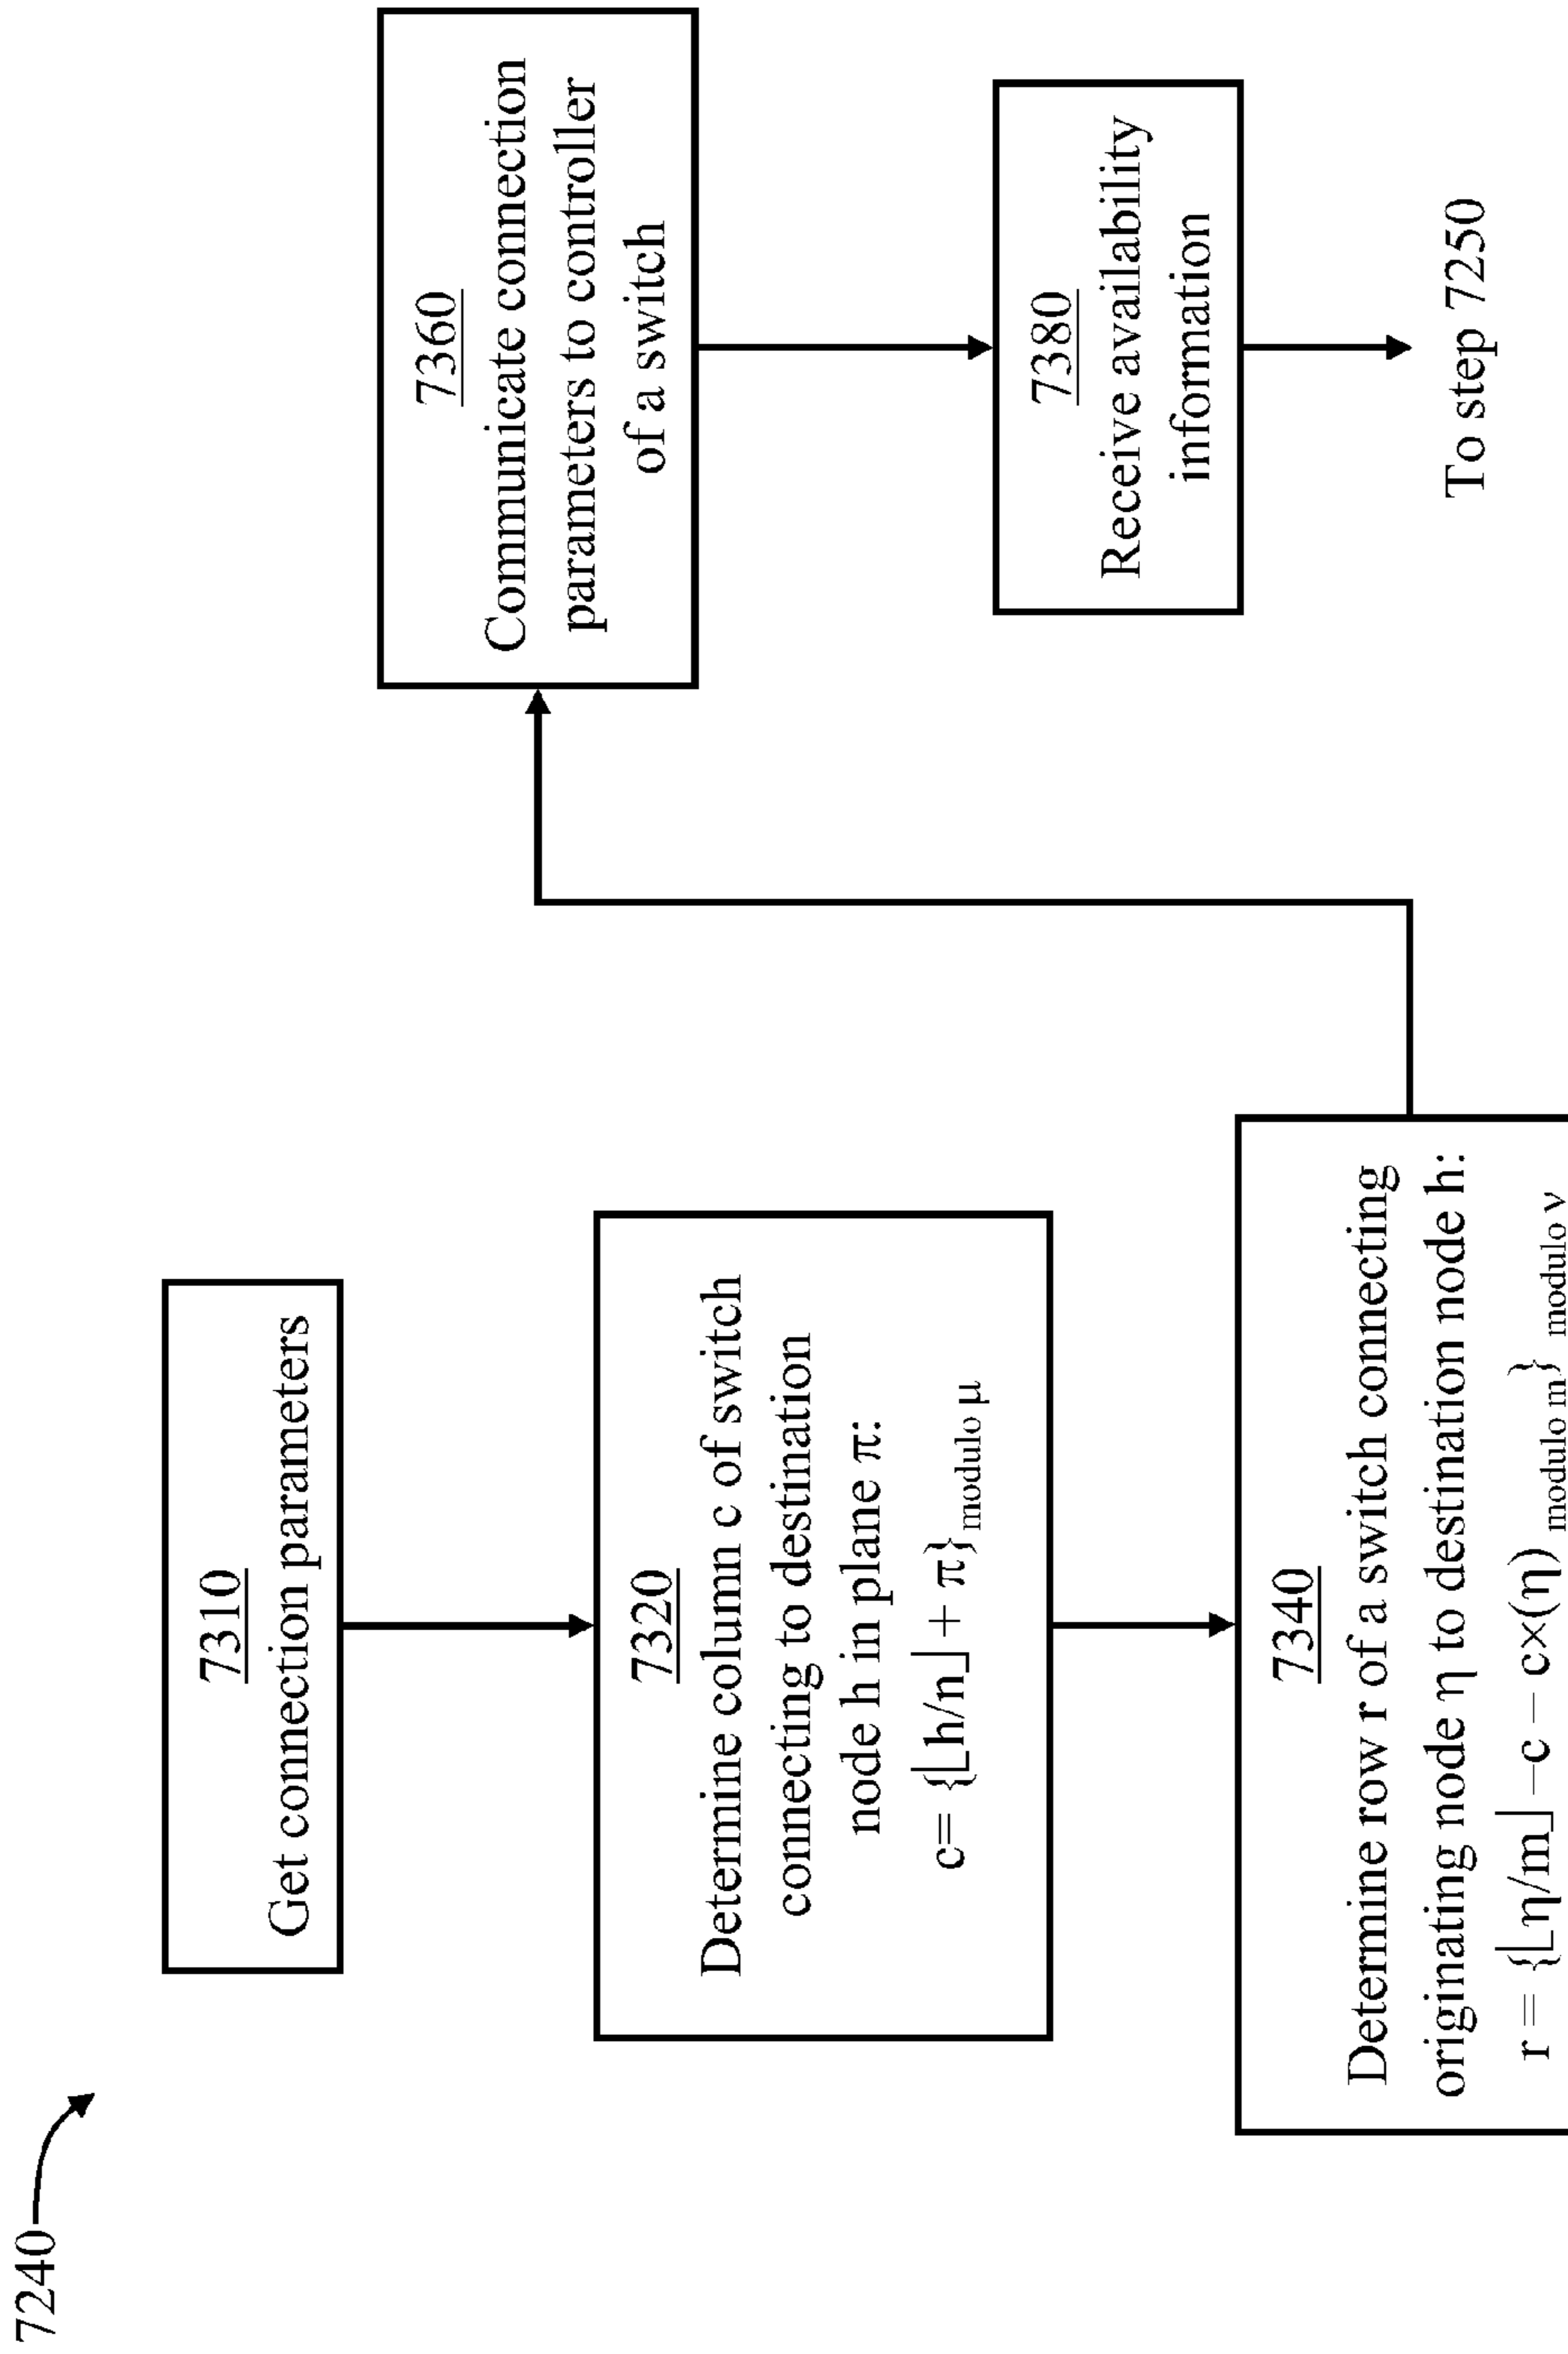 7240
7310
Get connection parameters
7320
Determine column c of switch
connecting to destination
node h in plane π:
c= {⌊h/n⌋ + π}modulo μ
7340
Determine row r of a switch connecting
originating node η to destination node h:
r = {⌊η/m⌋ –c – c×(η) modulo m} modulo ν
7360
Communicate connection
parameters to controller
of a switch
7380
Receive availability
information
To step 7250